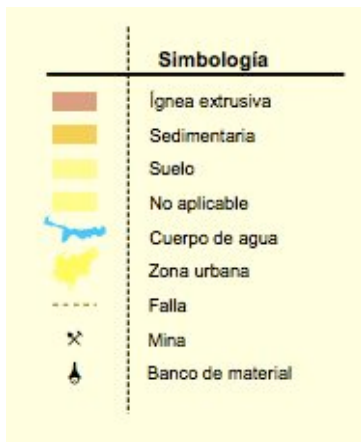 Simbología
Ígnea extrusiva
Sedimentaria
Suelo
No aplicable
Cuerpo de agua
Zona urbana
Falla
Mina
Banco de material